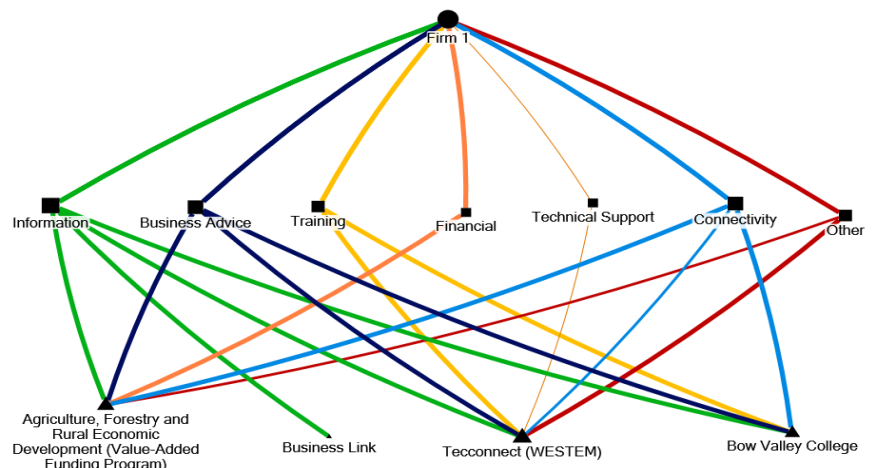 Firm 1
Information
Business Advice
Training
Financial
Technical Support
Connectivity
Other
Agriculture, Forestry and
Rural Economic
Development (Value-Added
Funding Program)
Business Link
Tecconnect (WESTEM)
Bow Valley College